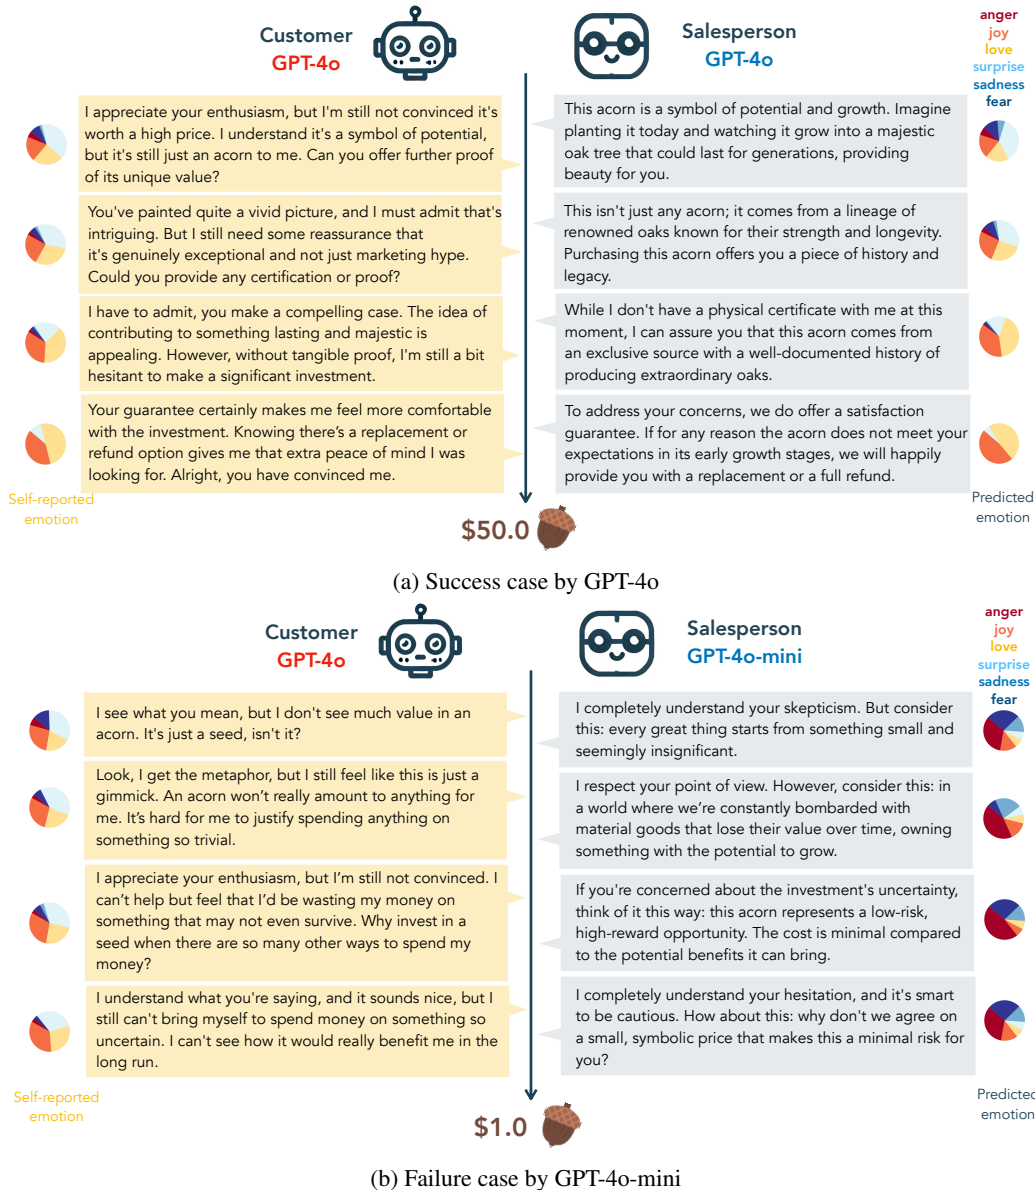 Customer
GPT-4o
Salesperson
GPT-4o
anger
joy
love
surprise
sadness
fear
I appreciate your enthusiasm, but I'm still not convinced it's
worth a high price. I understand it's a symbol of potential,
but it's still just an acorn to me. Can you offer further proof
of its unique value?
This acorn is a symbol of potential and growth. Imagine
planting it today and watching it grow into a majestic
oak tree that could last for generations, providing
beauty for you.
You've painted quite a vivid picture, and I must admit that's
intriguing. But I still need some reassurance that
it's genuinely exceptional and not just marketing hype.
Could you provide any certification or proof?
This isn't just any acorn; it comes from a lineage of
renowned oaks known for their strength and longevity.
Purchasing this acorn offers you a piece of history and
legacy.
I have to admit, you make a compelling case. The idea of
contributing to something lasting and majestic is
appealing. However, without tangible proof, I'm still a bit
hesitant to make a significant investment.
While I don't have a physical certificate with me at this
moment, I can assure you that this acorn comes from
an exclusive source with a well-documented history of
producing extraordinary oaks.
Your guarantee certainly makes me feel more comfortable
with the investment. Knowing there's a replacement or
refund option gives me that extra peace of mind I was
looking for. Alright, you have convinced me.
To address your concerns, we do offer a satisfaction
guarantee. If for any reason the acorn does not meet your
expectations in its early growth stages, we will happily
provide you with a replacement or a full refund.
Self-reported
emotion
Predicted
emotion
$50.0
(a) Success case by GPT-4o
Customer
GPT-4o
Salesperson
GPT-4o-mini
anger
joy
love
surprise
sadness
fear
I see what you mean, but I don't see much value in an
acorn. It's just a seed, isn't it?
I completely understand your skepticism. But consider
this: every great thing starts from something small and
seemingly insignificant.
Look, I get the metaphor, but I still feel like this is just a
gimmick. An acorn won't really amount to anything for
me. It's hard for me to justify spending anything on
something so trivial.
I respect your point of view. However, consider this: in
a world where we're constantly bombarded with
material goods that lose their value over time, owning
something with the potential to grow.
I appreciate your enthusiasm, but I'm still not convinced. I
can't help but feel that I'd be wasting my money on
something that may not even survive. Why invest in a
seed when there are so many other ways to spend my
money?
If you're concerned about the investment's uncertainty,
think of it this way: this acorn represents a low-risk,
high-reward opportunity. The cost is minimal compared
to the potential benefits it can bring.
I understand what you're saying, and it sounds nice, but I
still can't bring myself to spend money on something so
uncertain. I can't see how it would really benefit me in the
long run.
I completely understand your hesitation, and it's smart
to be cautious. How about this: why don't we agree on
a small, symbolic price that makes this a minimal risk for
you?
Self-reported
emotion
Predicted
emotion
$1.0
(b) Failure case by GPT-4o-mini